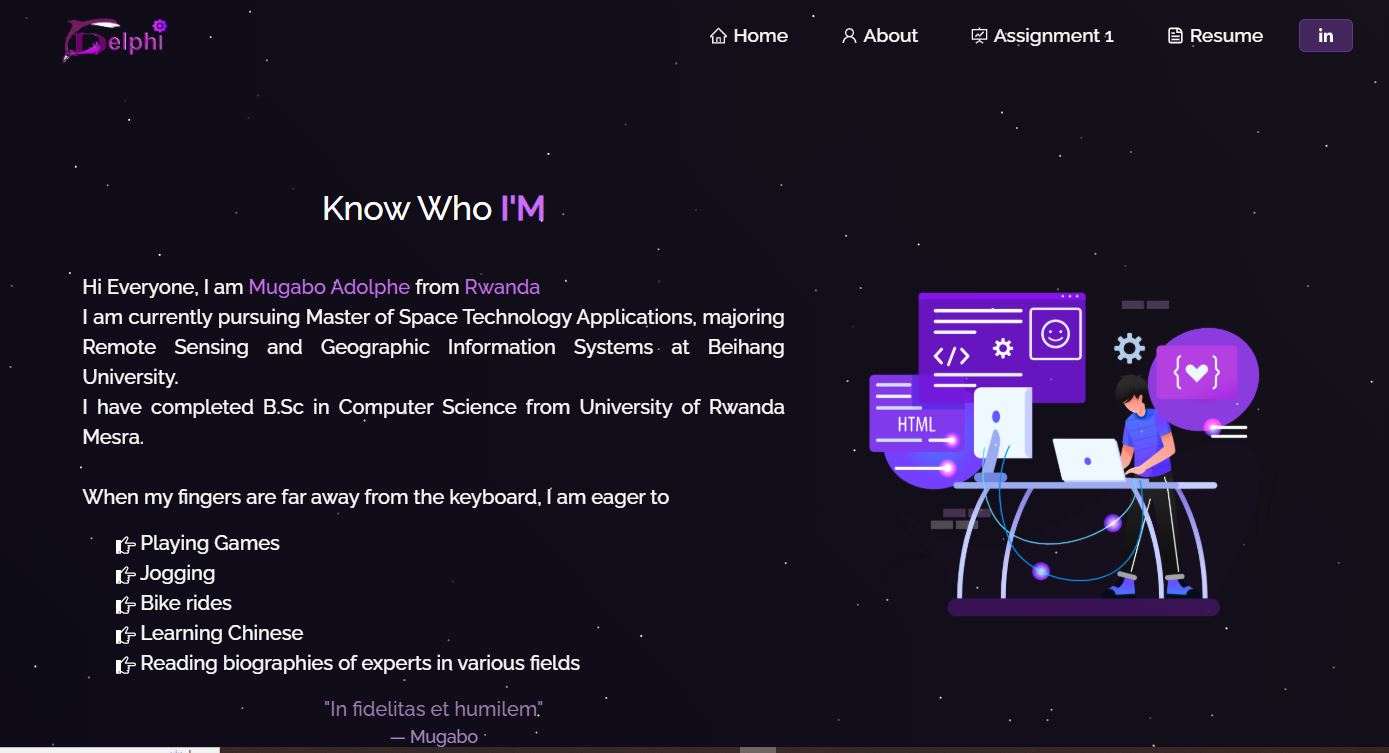 Delphi
Home About Assignment 1 Resume in
Know Who I'M
Hi Everyone, I am Mugabo Adolphe from Rwanda
I am currently pursuing Master of Space Technology Applications, majoring
Remote Sensing and Geographic Information Systems at Beihang
University.
I have completed B.Sc in Computer Science from University of Rwanda
Mesra.
</>
{ }
HTML
When my fingers are far away from the keyboard, I am eager to
Playing Games
Jogging
Bike rides
Learning Chinese
Reading biographies of experts in various fields
"In fidelitas et humilem"
— Mugabo